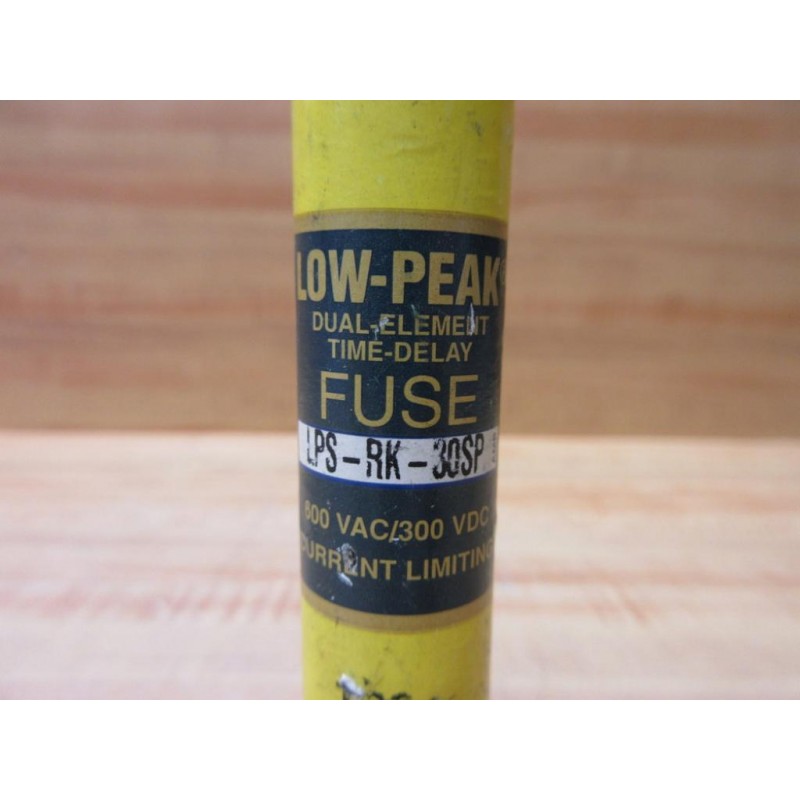 LOW-PEAK
DUAL-ELEMENT
TIME-DELAY
FUSE
LPS-RK-30SP
600 VAC/300 VDC
CURRENT LIMITING